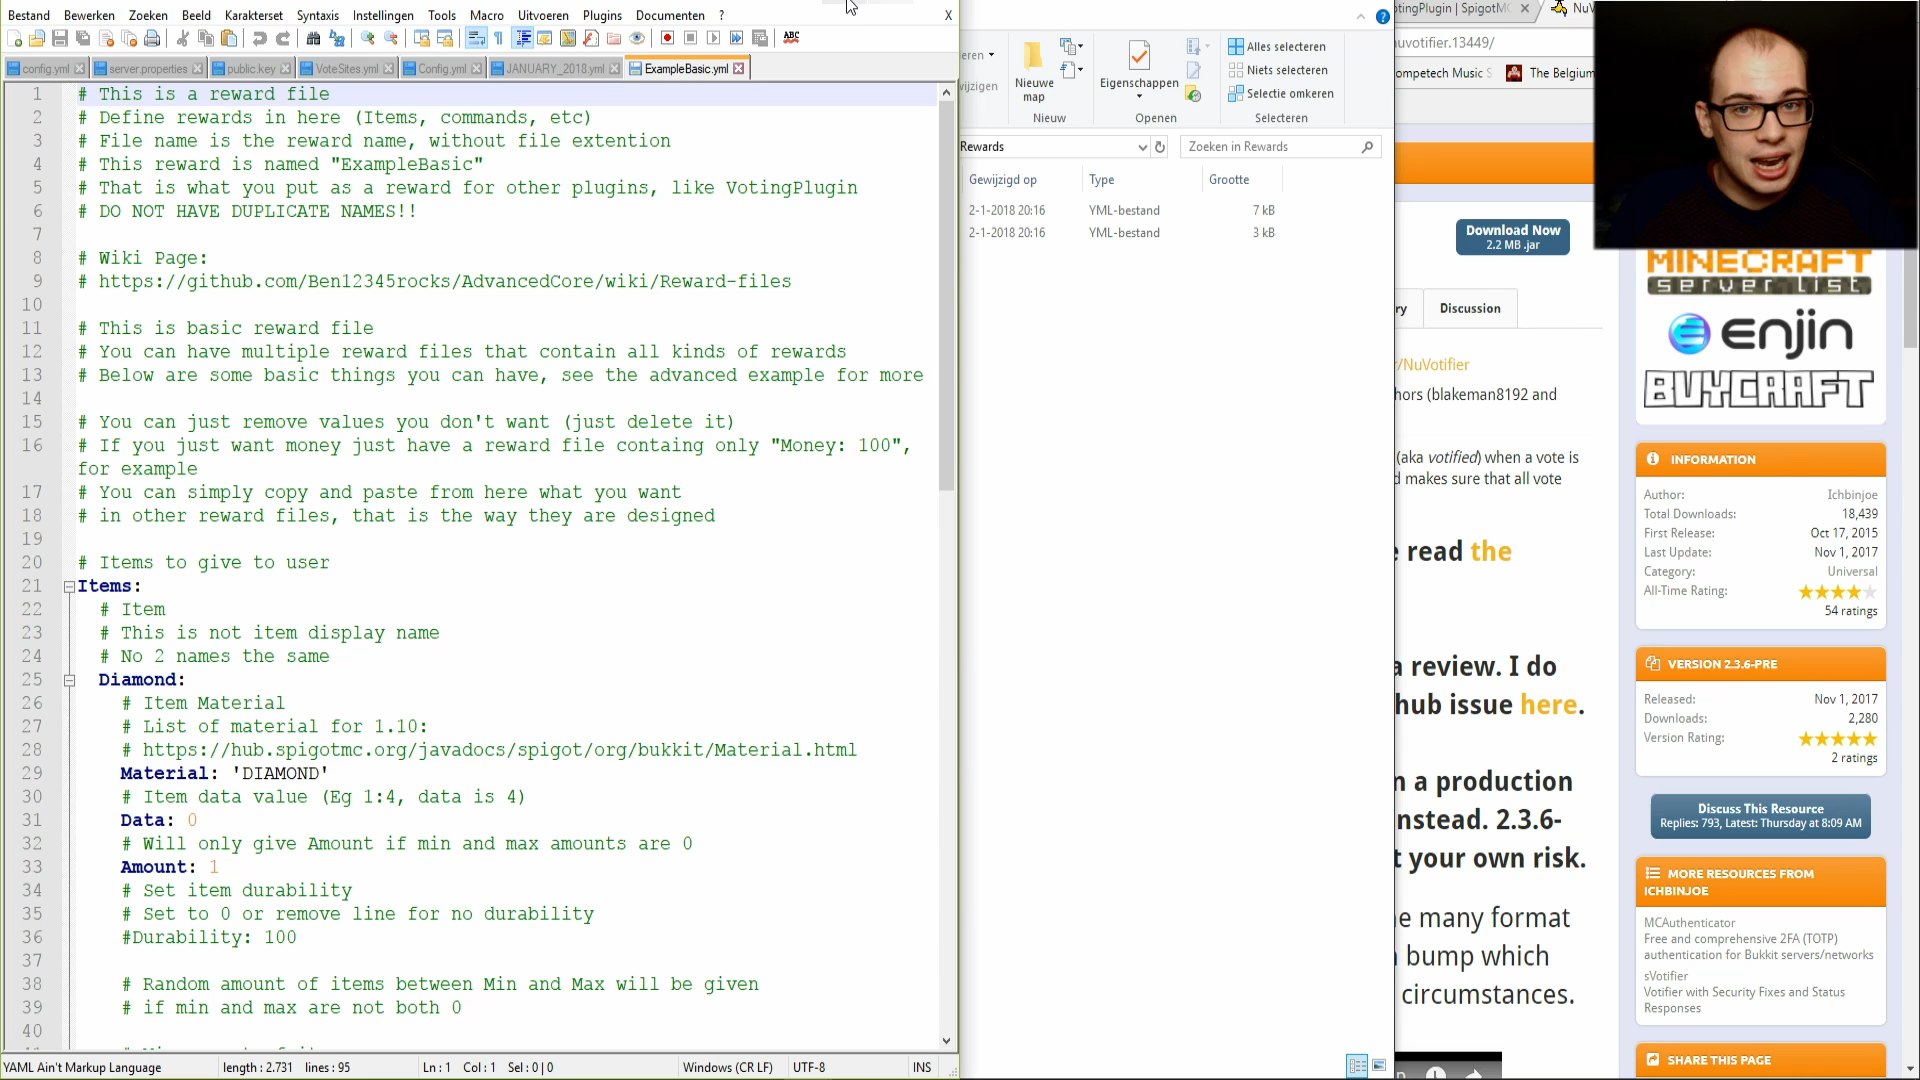 Bestand Bewerken Zoeken Beeld Karakterset Syntaxis Instellingen Tools Macro Uitvoeren Plugins Documenten ? X
config.yml server.properties public.key VoteSites.yml Config.yml JANUARY_2018.yml ExampleBasic.yml
1 # This is a reward file
2 # Define rewards in here (Items, commands, etc)
3 # File name is the reward name, without file extention
4 # This reward is named "ExampleBasic"
5 # That is what you put as a reward for other plugins, like VotingPlugin
6 # DO NOT HAVE DUPLICATE NAMES!!
7
8 # Wiki Page:
9 # https://github.com/Ben12345rocks/AdvancedCore/wiki/Reward-files
10
11 # This is basic reward file
12 # You can have multiple reward files that contain all kinds of rewards
13 # Below are some basic things you can have, see the advanced example for more
14
15 # You can just remove values you don't want (just delete it)
16 # If you just want money just have a reward file containg only "Money: 100",
for example
17 # You can simply copy and paste from here what you want
18 # in other reward files, that is the way they are designed
19
20 # Items to give to user
21 Items:
22 # Item
23 # This is not item display name
24 # No 2 names the same
25 Diamond:
26 # Item Material
27 # List of material for 1.10:
28 # https://hub.spigotmc.org/javadocs/spigot/org/bukkit/Material.html
29 Material: 'DIAMOND'
30 # Item data value (Eg 1:4, data is 4)
31 Data: 0
32 # Will only give Amount if min and max amounts are 0
33 Amount: 1
34 # Set item durability
35 # Set to 0 or remove line for no durability
36 #Durability: 100
37
38 # Random amount of items between Min and Max will be given
39 # if min and max are not both 0
40
YAML Ain't Markup Language length : 2.731 lines : 95 Ln : 1 Col : 1 Sel : 0 | 0 Windows (CR LF) UTF-8 INS
eren
wijzigen
Nieuwe
map
Nieuw
Eigenschappen
Openen
Alles selecteren
Niets selecteren
Selectie omkeren
Selecteren
Rewards
Zoeken in Rewards
Gewijzigd op Type Grootte
2-1-2018 20:16 YML-bestand 7 kB
2-1-2018 20:16 YML-bestand 3 kB
otingPlugin | SpigotMC NuV
uvotifier.13449/
ompetech Music S The Belgium
Download Now
2.2 MB .jar
ry Discussion
r/NuVotifier
hors (blakeman8192 and
(aka votified) when a vote is
d makes sure that all vote
e read the
a review. I do
hub issue here.
n a production
nstead. 2.3.6-
t your own risk.
e many format
bump which
circumstances.
MINECRAFT
server list
enjin
BUYCRAFT
INFORMATION
Author: Ichbinjoe
Total Downloads: 18,439
First Release: Oct 17, 2015
Last Update: Nov 1, 2017
Category: Universal
All-Time Rating:
54 ratings
VERSION 2.3.6-PRE
Released: Nov 1, 2017
Downloads: 2,280
Version Rating:
2 ratings
Discuss This Resource
Replies: 793, Latest: Thursday at 8:09 AM
MORE RESOURCES FROM
ICHBINJOE
MCAuthenticator
Free and comprehensive 2FA (TOTP)
authentication for Bukkit servers/networks
sVotifier
Votifier with Security Fixes and Status
Responses
SHARE THIS PAGE